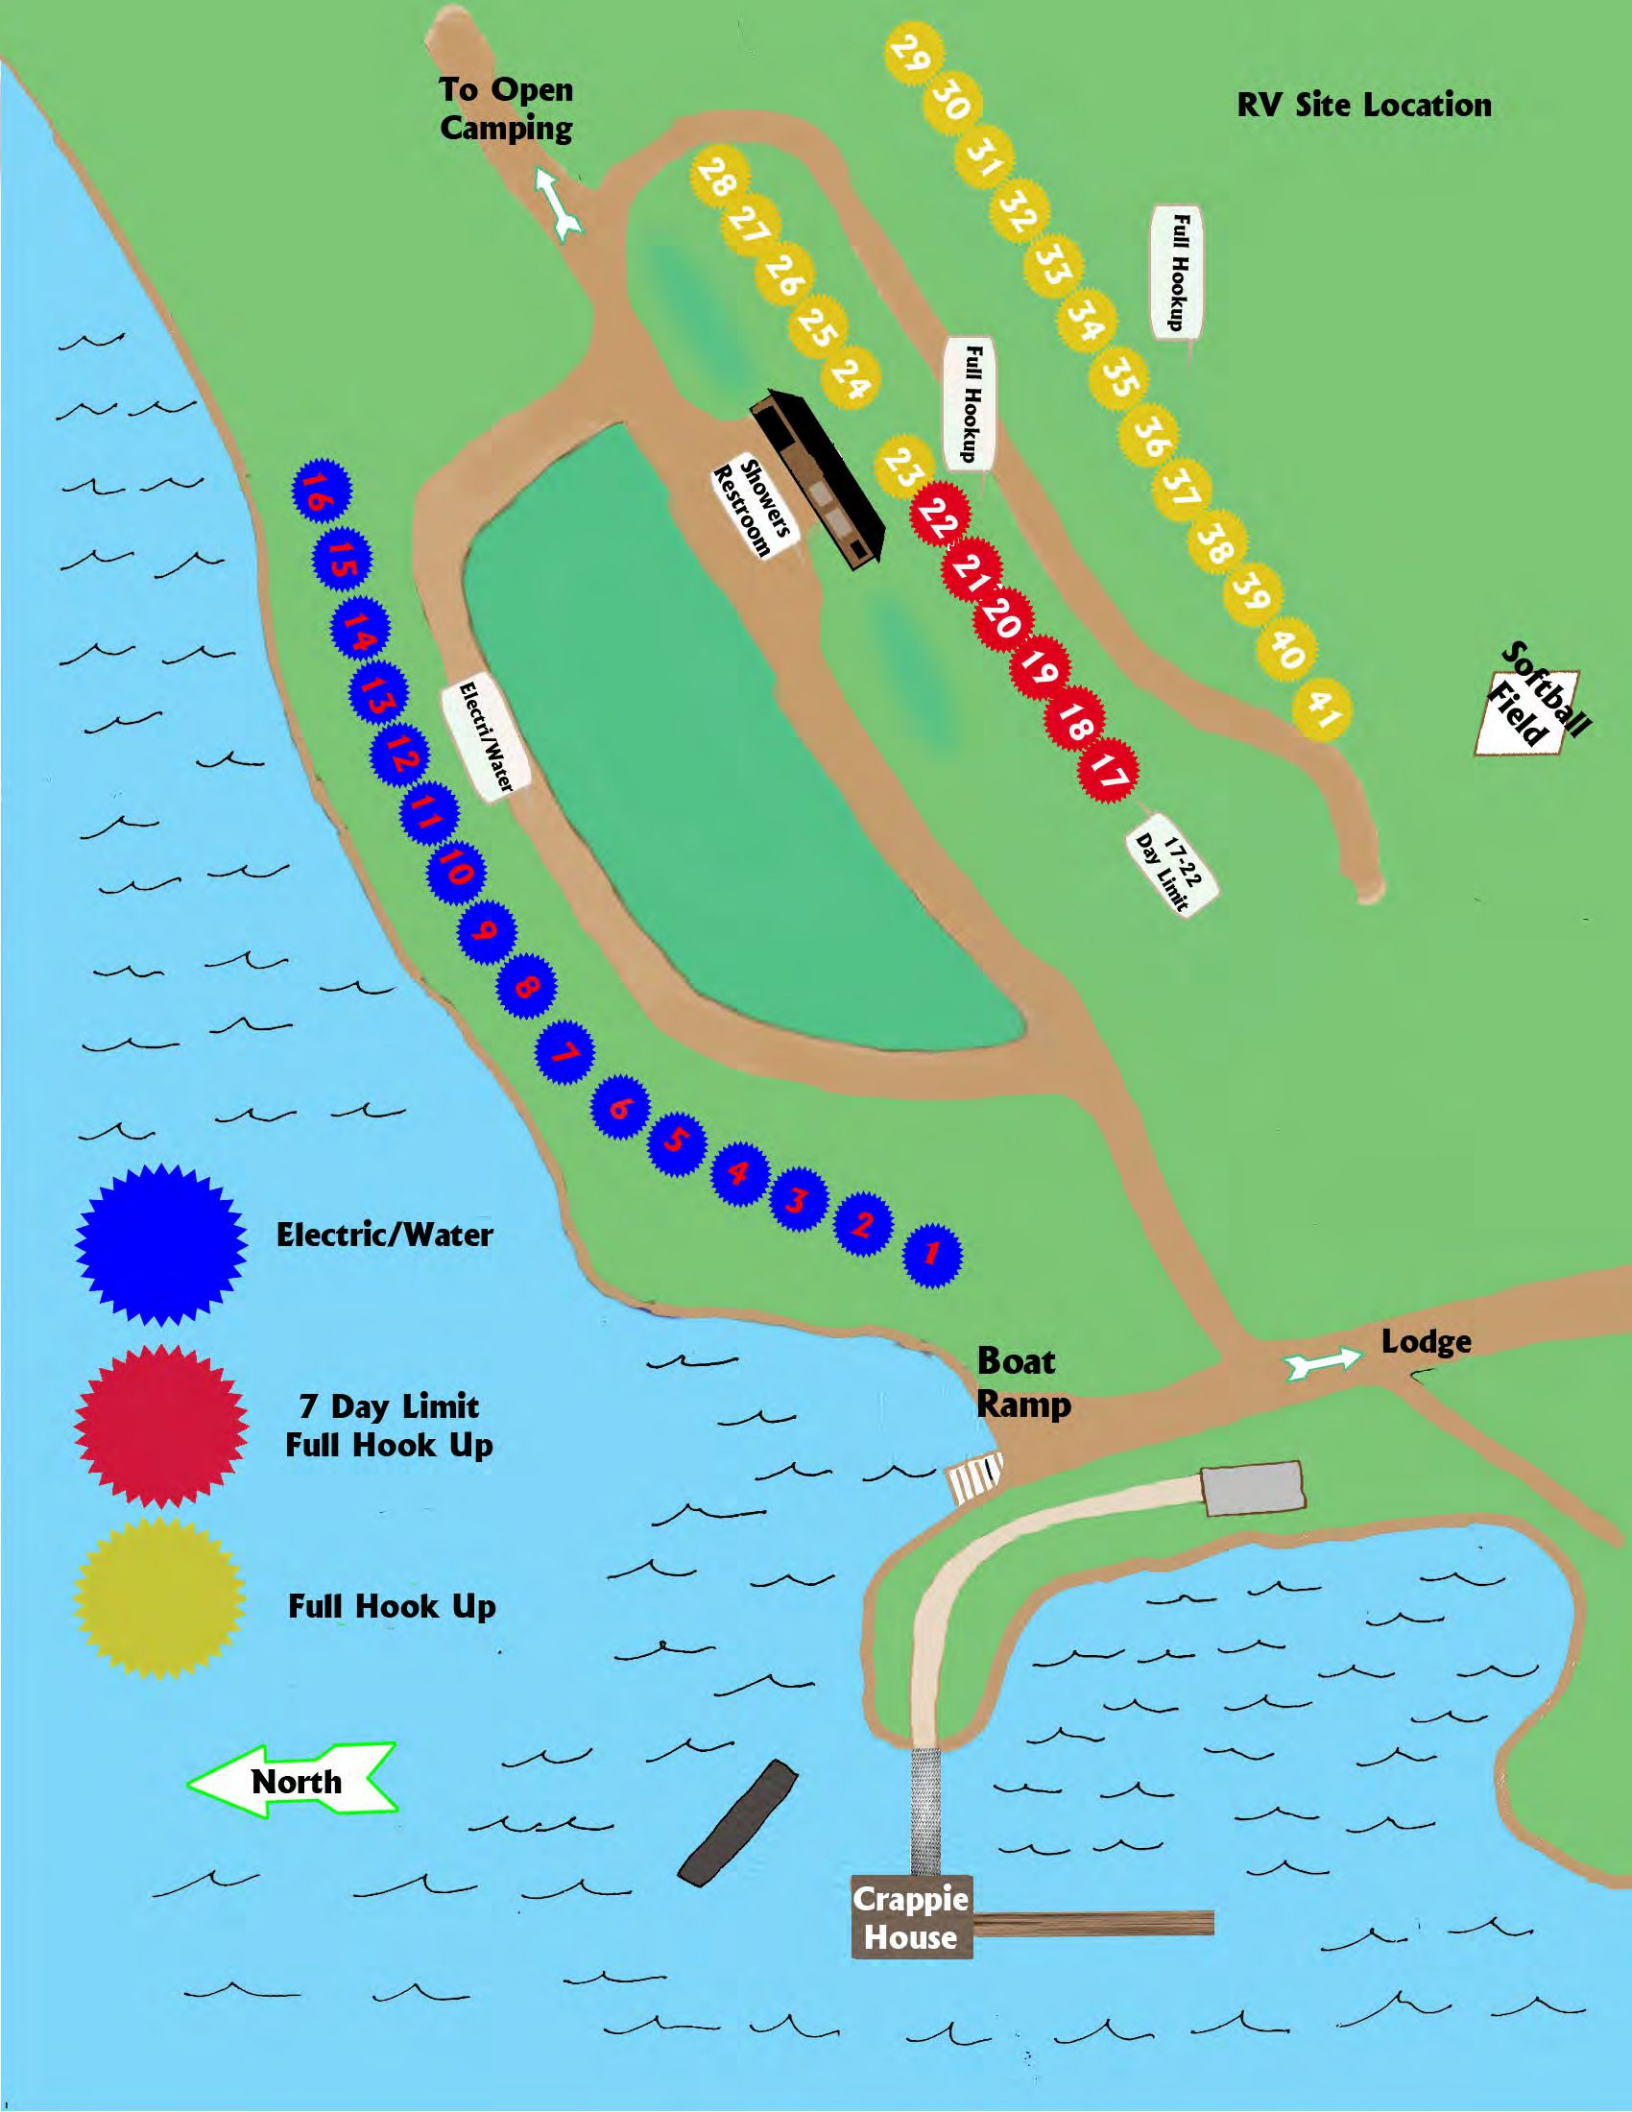 To Open
Camping
RV Site Location
29
30
31
32
33
34
35
36
37
38
39
40
41
Full Hookup
28
27
26
25
24
Full Hookup
23
22
21
20
19
18
17
17-22
Day Limit
Showers
Restroom
Softball
Field
16
15
14
13
12
11
10
9
8
7
6
5
4
3
2
1
Electri/Water
Electric/Water
7 Day Limit
Full Hook Up
Full Hook Up
Boat
Ramp
Lodge
North
Crappie
House